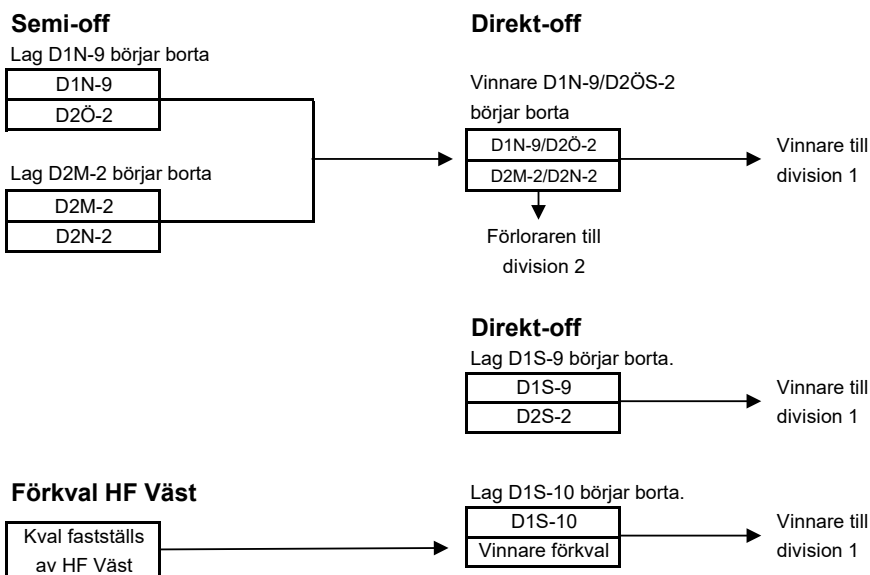 Semi-off
Lag D1N-9 börjar borta
D1N-9
D2Ö-2
Lag D2M-2 börjar borta
D2M-2
D2N-2
Direkt-off
Vinnare D1N-9/D2ÖS-2
börjar borta
D1N-9/D2Ö-2
D2M-2/D2N-2
Vinnare till
division 1
Förloraren till
division 2
Direkt-off
Lag D1S-9 börjar borta.
D1S-9
D2S-2
Vinnare till
division 1
Förkval HF Väst
Kval fastställs
av HF Väst
Lag D1S-10 börjar borta.
D1S-10
Vinnare förkval
Vinnare till
division 1